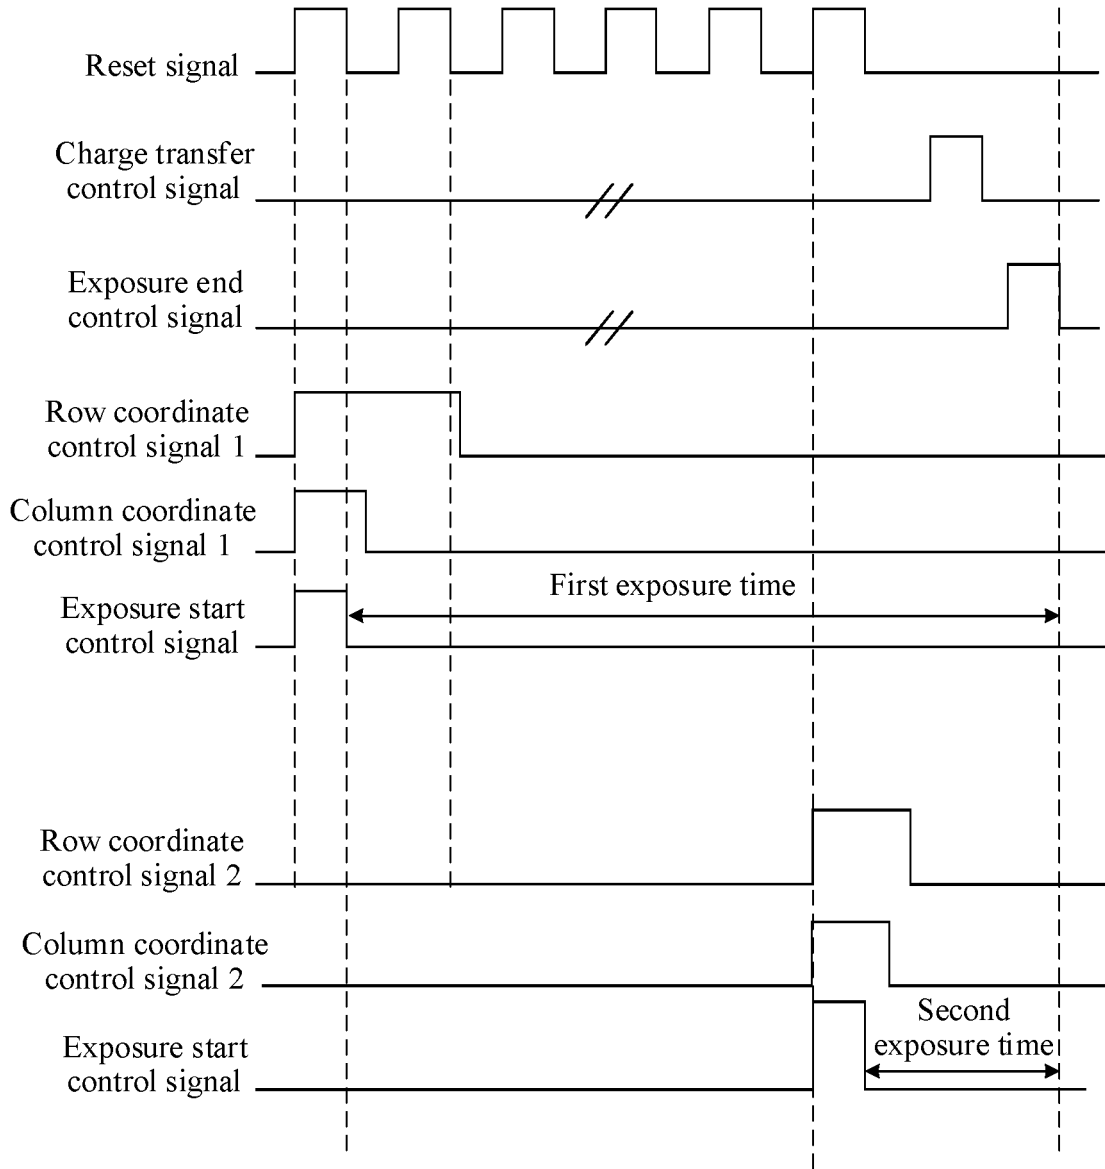 Reset signal
Charge transfer
control signal
Exposure end
control signal
Row coordinate
control signal 1
Column coordinate
control signal 1
First exposure time
Exposure start
control signal
Row coordinate
control signal 2
Column coordinate
control signal 2
Second
exposure time
Exposure start
control signal